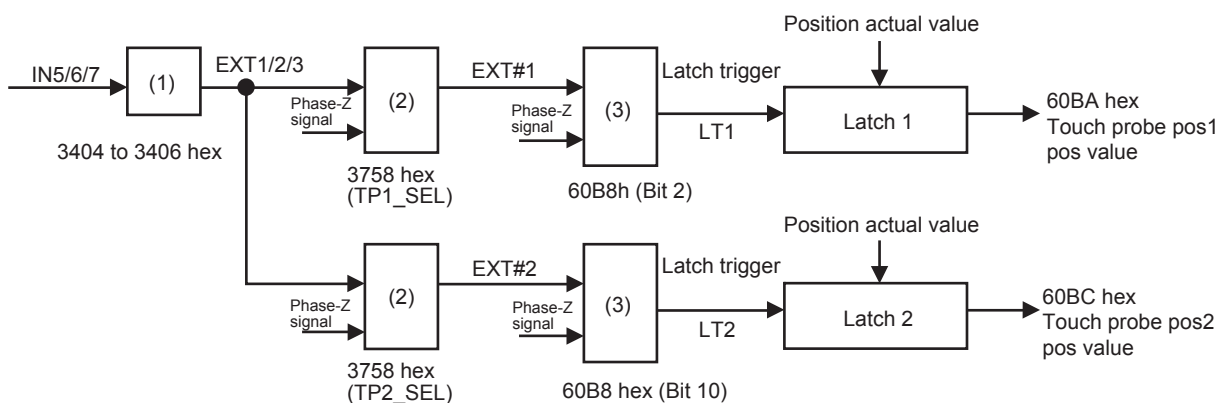 Position actual value
IN5/6/7
(1)
EXT1/2/3
Phase-Z
signal
(2)
EXT#1
Phase-Z
signal
(3)
Latch trigger
LT1
Latch 1
60BA hex
Touch probe pos1
pos value
3404 to 3406 hex
3758 hex
(TP1_SEL)
60B8h (Bit 2)
Position actual value
Phase-Z
signal
(2)
EXT#2
Phase-Z
signal
(3)
Latch trigger
LT2
Latch 2
60BC hex
Touch probe pos2
pos value
3758 hex
(TP2_SEL)
60B8 hex (Bit 10)